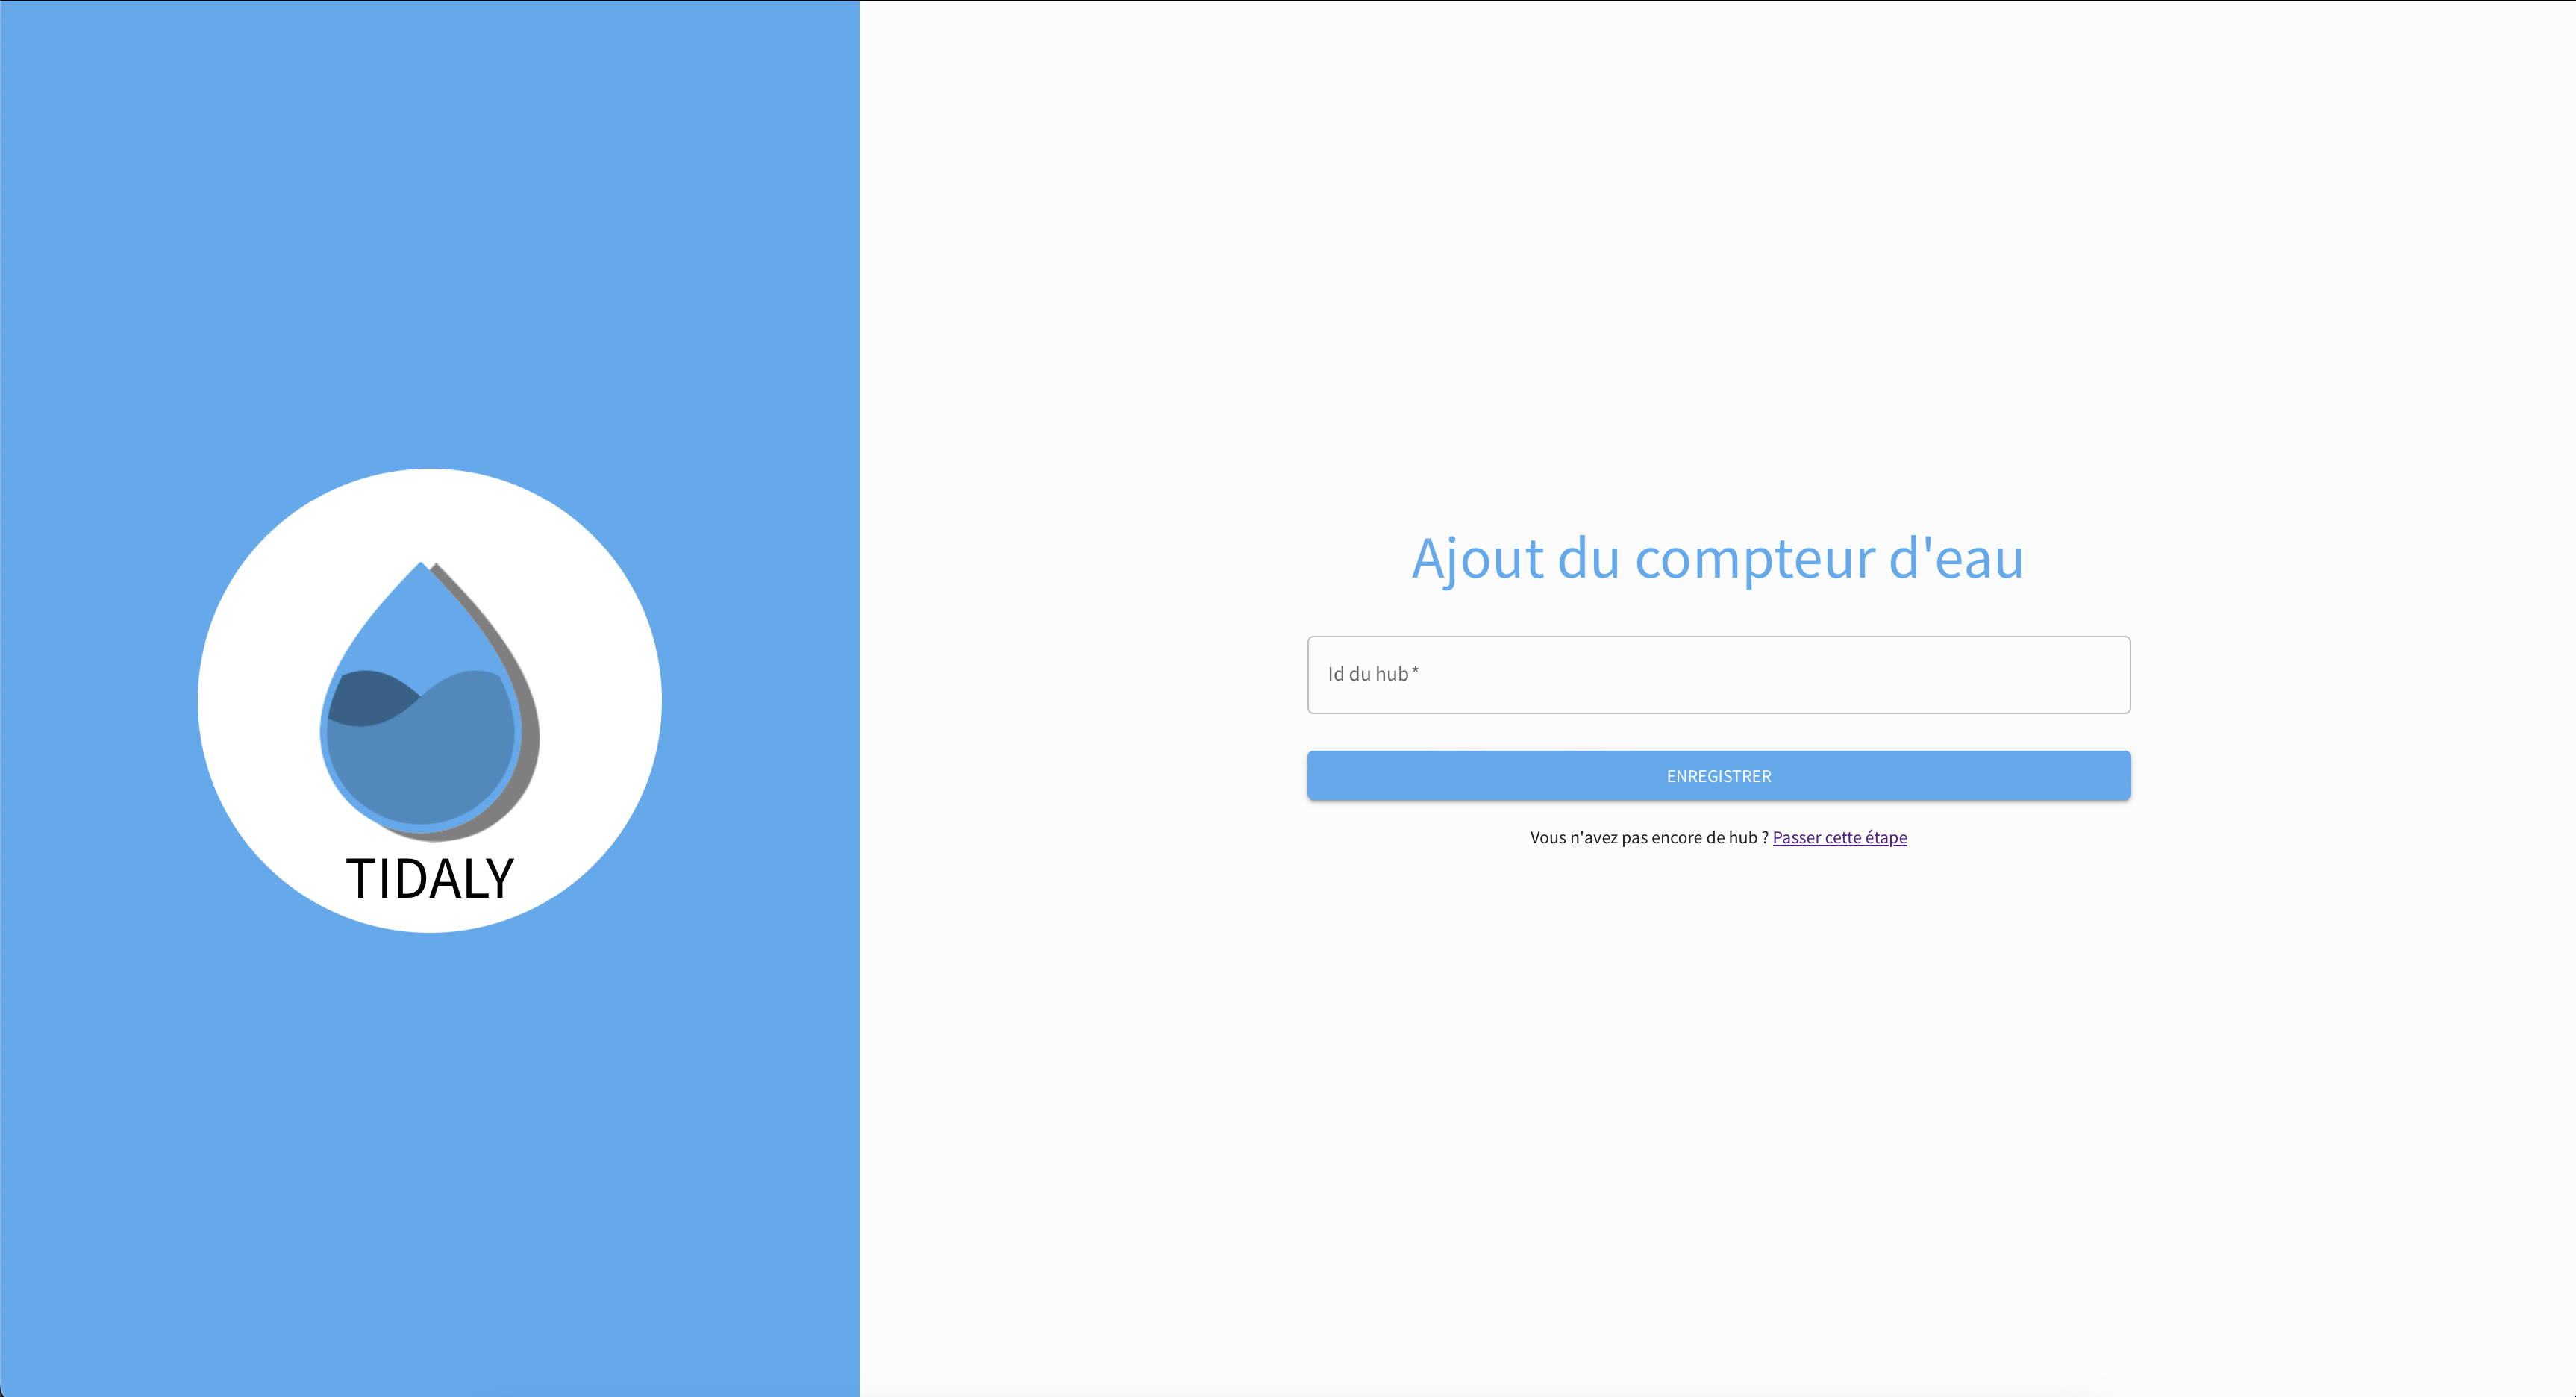 TIDALY
Ajout du compteur d'eau
Id du hub *
ENREGISTRER
Vous n'avez pas encore de hub ? Passer cette étape